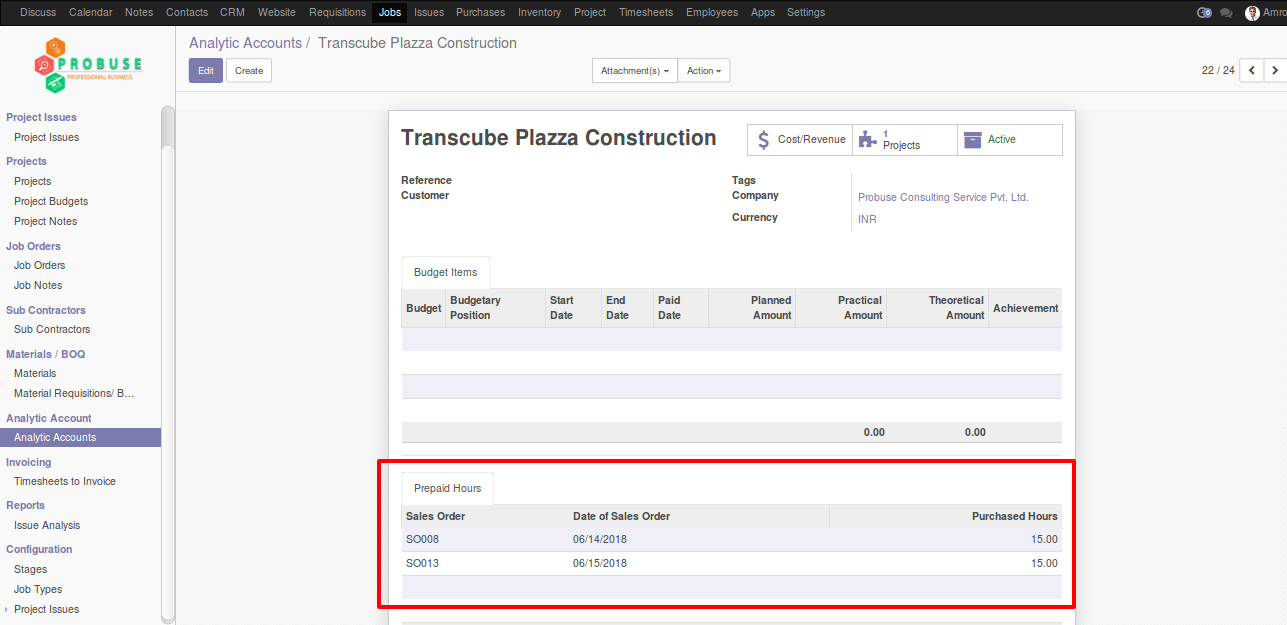 Discuss Calendar Notes Contacts CRM Website Requisitions Jobs Issues Purchases Inventory Project Timesheets Employees Apps Settings
PROBUSE
PROFESSIONAL BUSINESS
Analytic Accounts / Transcube Plazza Construction
Edit Create Attachment(s) Action 22 / 24
Project Issues
Project Issues
Projects
Projects
Project Budgets
Project Notes
Job Orders
Job Orders
Job Notes
Sub Contractors
Sub Contractors
Materials / BOQ
Materials
Material Requisitions/ B…
Analytic Account
Analytic Accounts
Invoicing
Timesheets to Invoice
Reports
Issue Analysis
Configuration
Stages
Job Types
Project Issues
Transcube Plazza Construction
$ Cost/Revenue
1
Projects
Active
Reference
Customer
Tags
Company Probuse Consulting Service Pvt. Ltd.
Currency INR
Budget Items
Budget Budgetary Position Start Date End Date Paid Date Planned Amount Practical Amount Theoretical Amount Achievement
0.00 0.00
Prepaid Hours
Sales Order Date of Sales Order Purchased Hours
SO008 06/14/2018 15.00
SO013 06/15/2018 15.00